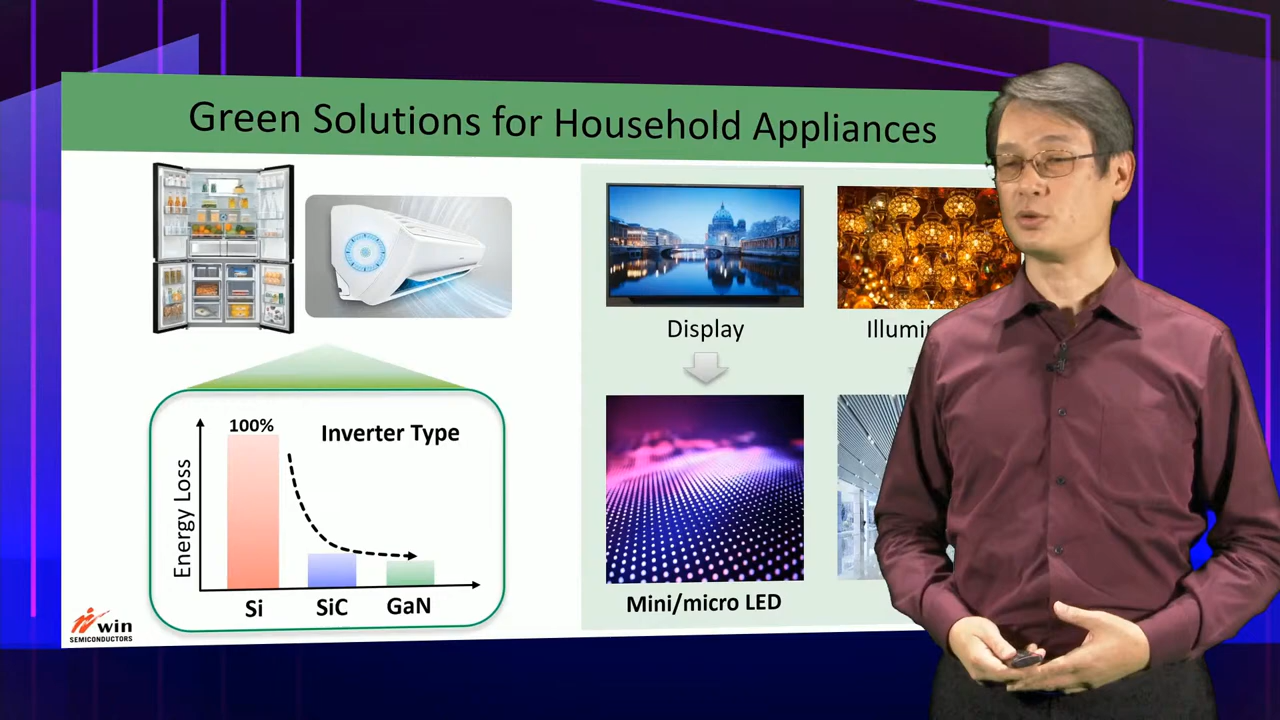 Green Solutions for Household Appliances
Display
Illumi
100%
Inverter Type
Energy Loss
Si
SiC
GaN
Mini/micro LED
win
SEMICONDUCTORS